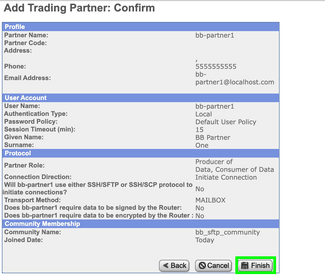 Add Trading Partner: Confirm
Profile
Partner Name: bb-partner1
Partner Code:
Address:
,
Phone: 5555555555
Email Address: bb-
partner1@localhost.com
User Account
User Name: bb-partner1
Authentication Type: Local
Password Policy: Default User Policy
Session Timeout (min): 15
Given Name: BB Partner
Surname: One
Protocol
Partner Role: Producer of
Data, Consumer of Data
Connection Direction: Initiate Connection
Will bb-partner1 use either SSH/SFTP or SSH/SCP protocol to
initiate connections? No
Transport Method: MAILBOX
Does bb-partner1 require data to be signed by the Router: No
Does bb-partner1 require data to be encrypted by the Router : No
Community Membership
Community Name: bb_sftp_community
Joined Date: Today
Back Cancel Finish